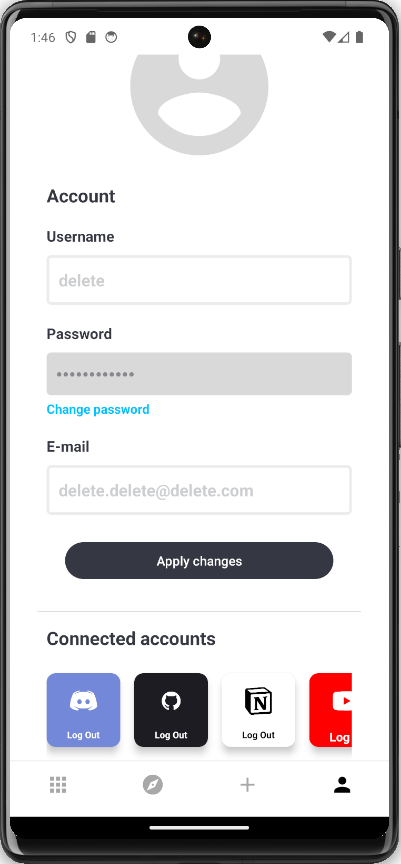 1:46
Account
Username
delete
Password
••••••••••••
Change password
E-mail
delete.delete@delete.com
Apply changes
Connected accounts
N
Log Out Log Out Log Out Log